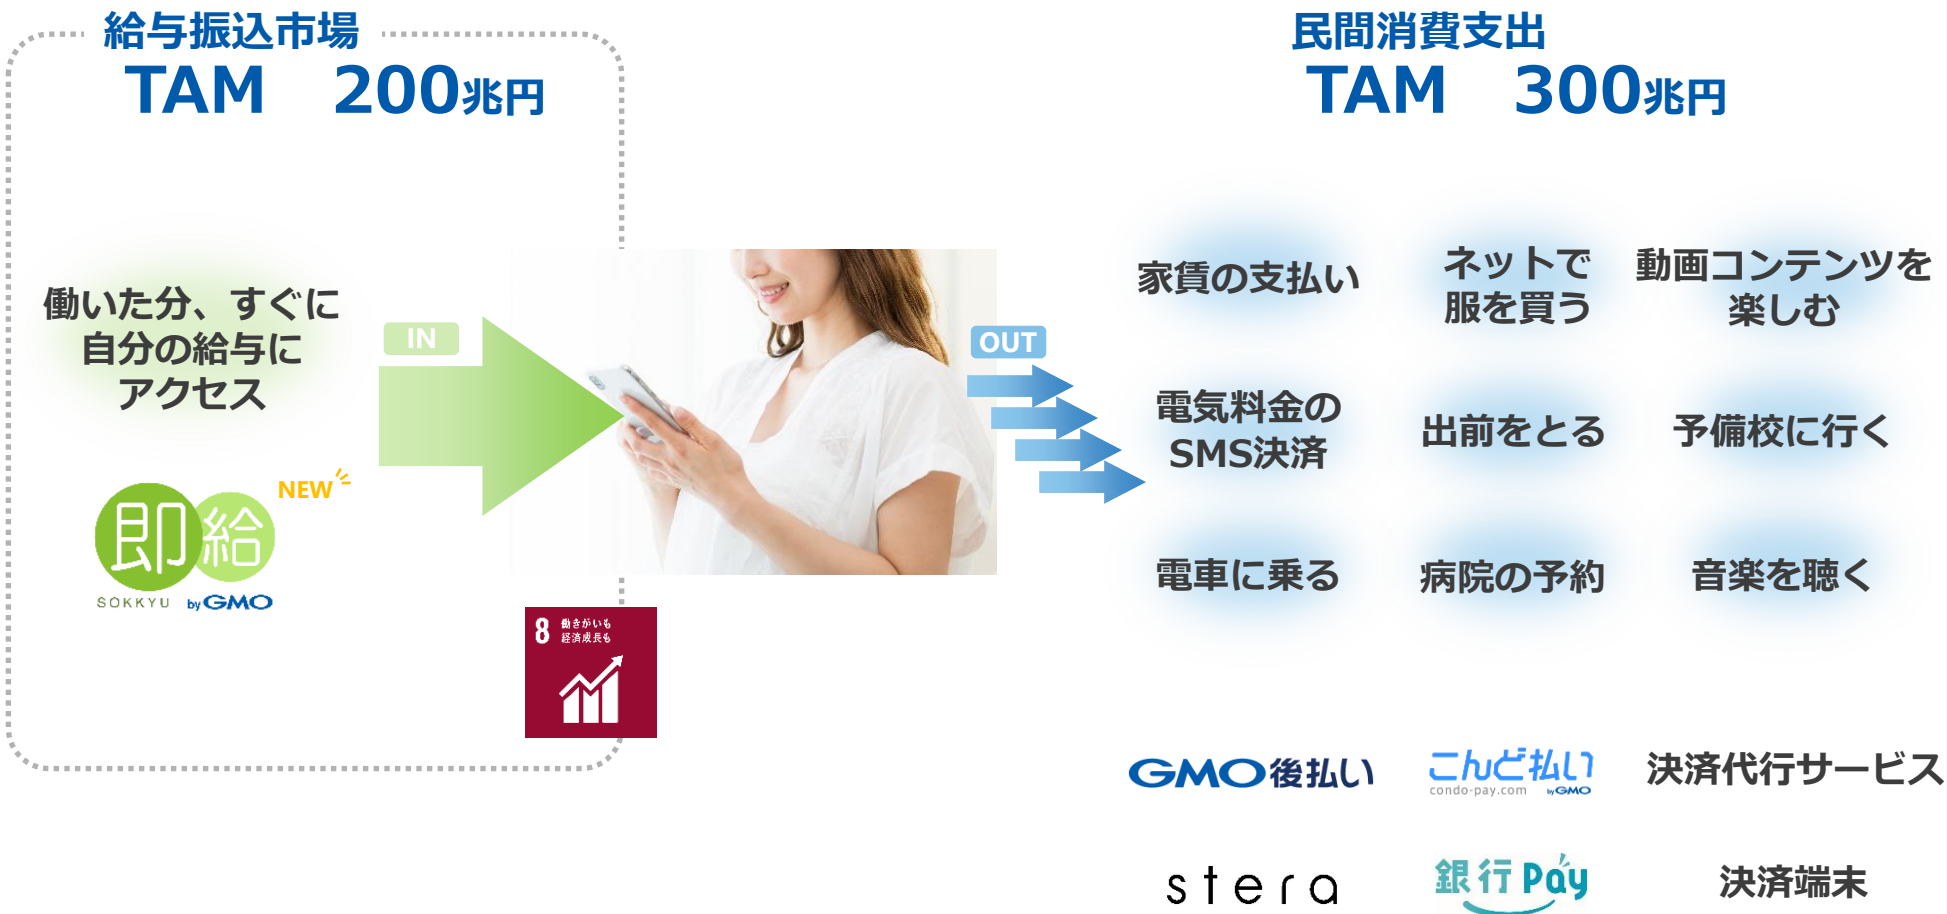 給与振込市場
TAM 200兆円
働いた分、すぐに
自分の給与に
アクセス
IN
NEW
即給
SOKKYU by GMO
8 働きがいも
経済成長も
民間消費支出
TAM 300兆円
OUT
家賃の支払い
ネットで
服を買う
動画コンテンツを
楽しむ
電気料金の
SMS決済
出前をとる
予備校に行く
電車に乗る
病院の予約
音楽を聴く
GMO後払い
こんど払い
condo-pay.com by GMO
決済代行サービス
stera
銀行Pay
決済端末